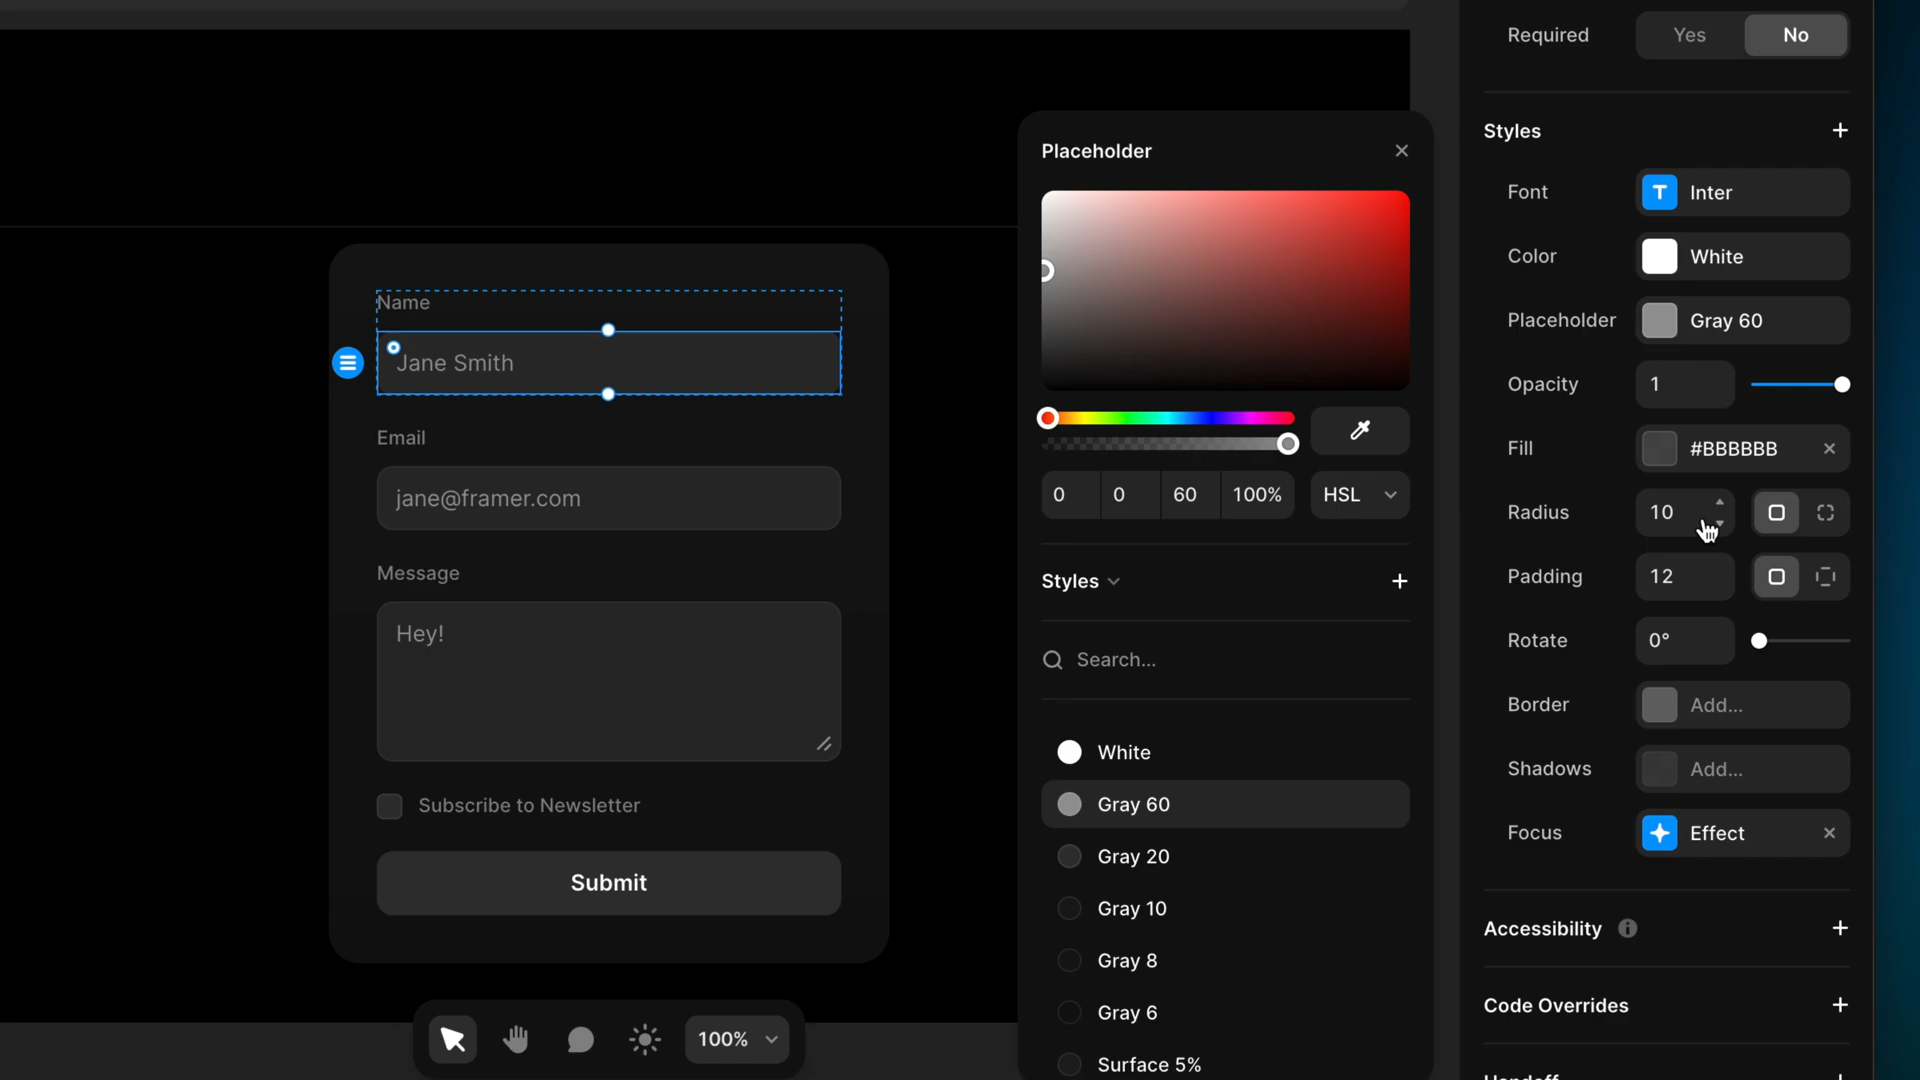 Name
Jane Smith
Email
jane@framer.com
Message
Hey!
Subscribe to Newsletter
Submit
100%
Placeholder
0 0 60 100% HSL
Styles
Search...
White
Gray 60
Gray 20
Gray 10
Gray 8
Gray 6
Surface 5%
Required Yes No
Styles
Font T Inter
Color White
Placeholder Gray 60
Opacity 1
Fill #BBBBBB
Radius 10
Padding 12
Rotate 0°
Border Add...
Shadows Add...
Focus Effect
Accessibility
Code Overrides
Handoff